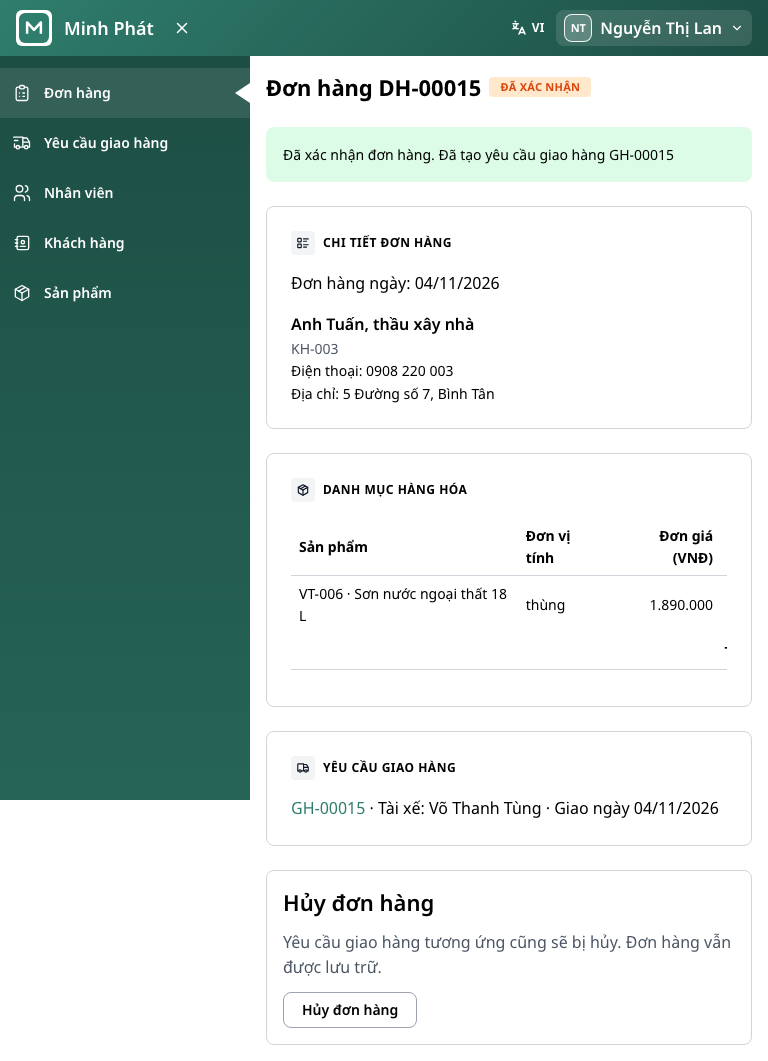 Minh Phát
VI
NT
Nguyễn Thị Lan
Đơn hàng
Yêu cầu giao hàng
Nhân viên
Khách hàng
Sản phẩm
Đơn hàng DH-00015
ĐÃ XÁC NHẬN
Đã xác nhận đơn hàng. Đã tạo yêu cầu giao hàng GH-00015
CHI TIẾT ĐƠN HÀNG
Đơn hàng ngày: 04/11/2026
Anh Tuấn, thầu xây nhà
KH-003
Điện thoại: 0908 220 003
Địa chỉ: 5 Đường số 7, Bình Tân
DANH MỤC HÀNG HÓA
Sản phẩm
Đơn vị
tính
Đơn giá
(VNĐ)
VT-006 · Sơn nước ngoại thất 18
L
thùng
1.890.000
YÊU CẦU GIAO HÀNG
GH-00015 · Tài xế: Võ Thanh Tùng · Giao ngày 04/11/2026
Hủy đơn hàng
Yêu cầu giao hàng tương ứng cũng sẽ bị hủy. Đơn hàng vẫn
được lưu trữ.
Hủy đơn hàng